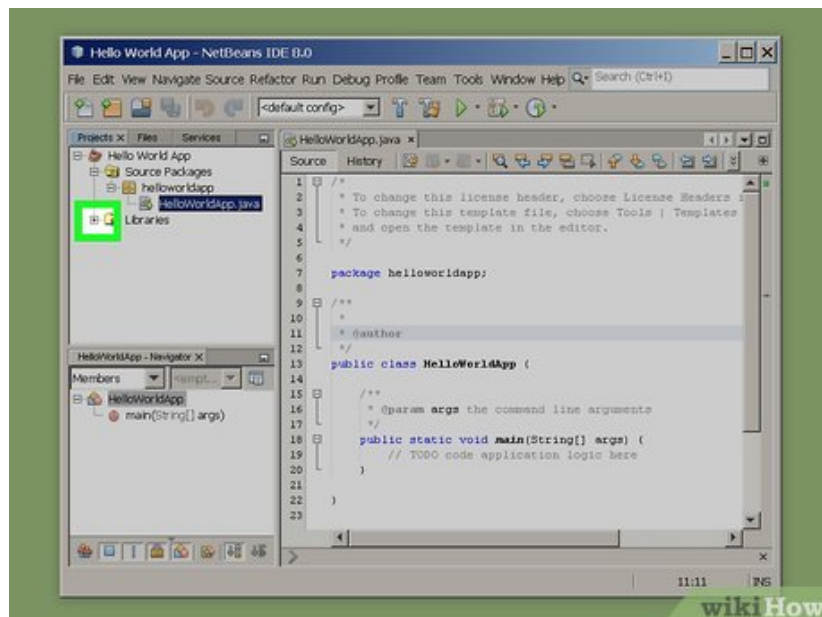 Hello World App - NetBeans IDE 8.0
File Edit View Navigate Source Refactor Run Debug Profile Team Tools Window Help Search (Ctrl+I)
<default config>
Projects × Files Services
HelloWorldApp.java ×
Hello World App
Source Packages
helloworldapp
HelloWorldApp.java
Libraries
Source History
1 /*
2 * To change this license header, choose License Headers i
3 * To change this template file, choose Tools | Templates
4 * and open the template in the editor.
5 */
6
7 package helloworldapp;
8
9 /**
10 *
11 * @author
12 */
13 public class HelloWorldApp {
14
15 /**
16 * @param args the command line arguments
17 */
18 public static void main(String[] args) {
19 // TODO code application logic here
20 }
21
22 }
23
HelloWorldApp - Navigator ×
Members <empt...
HelloWorldApp
main(String[] args)
11:11 INS
wikiHow